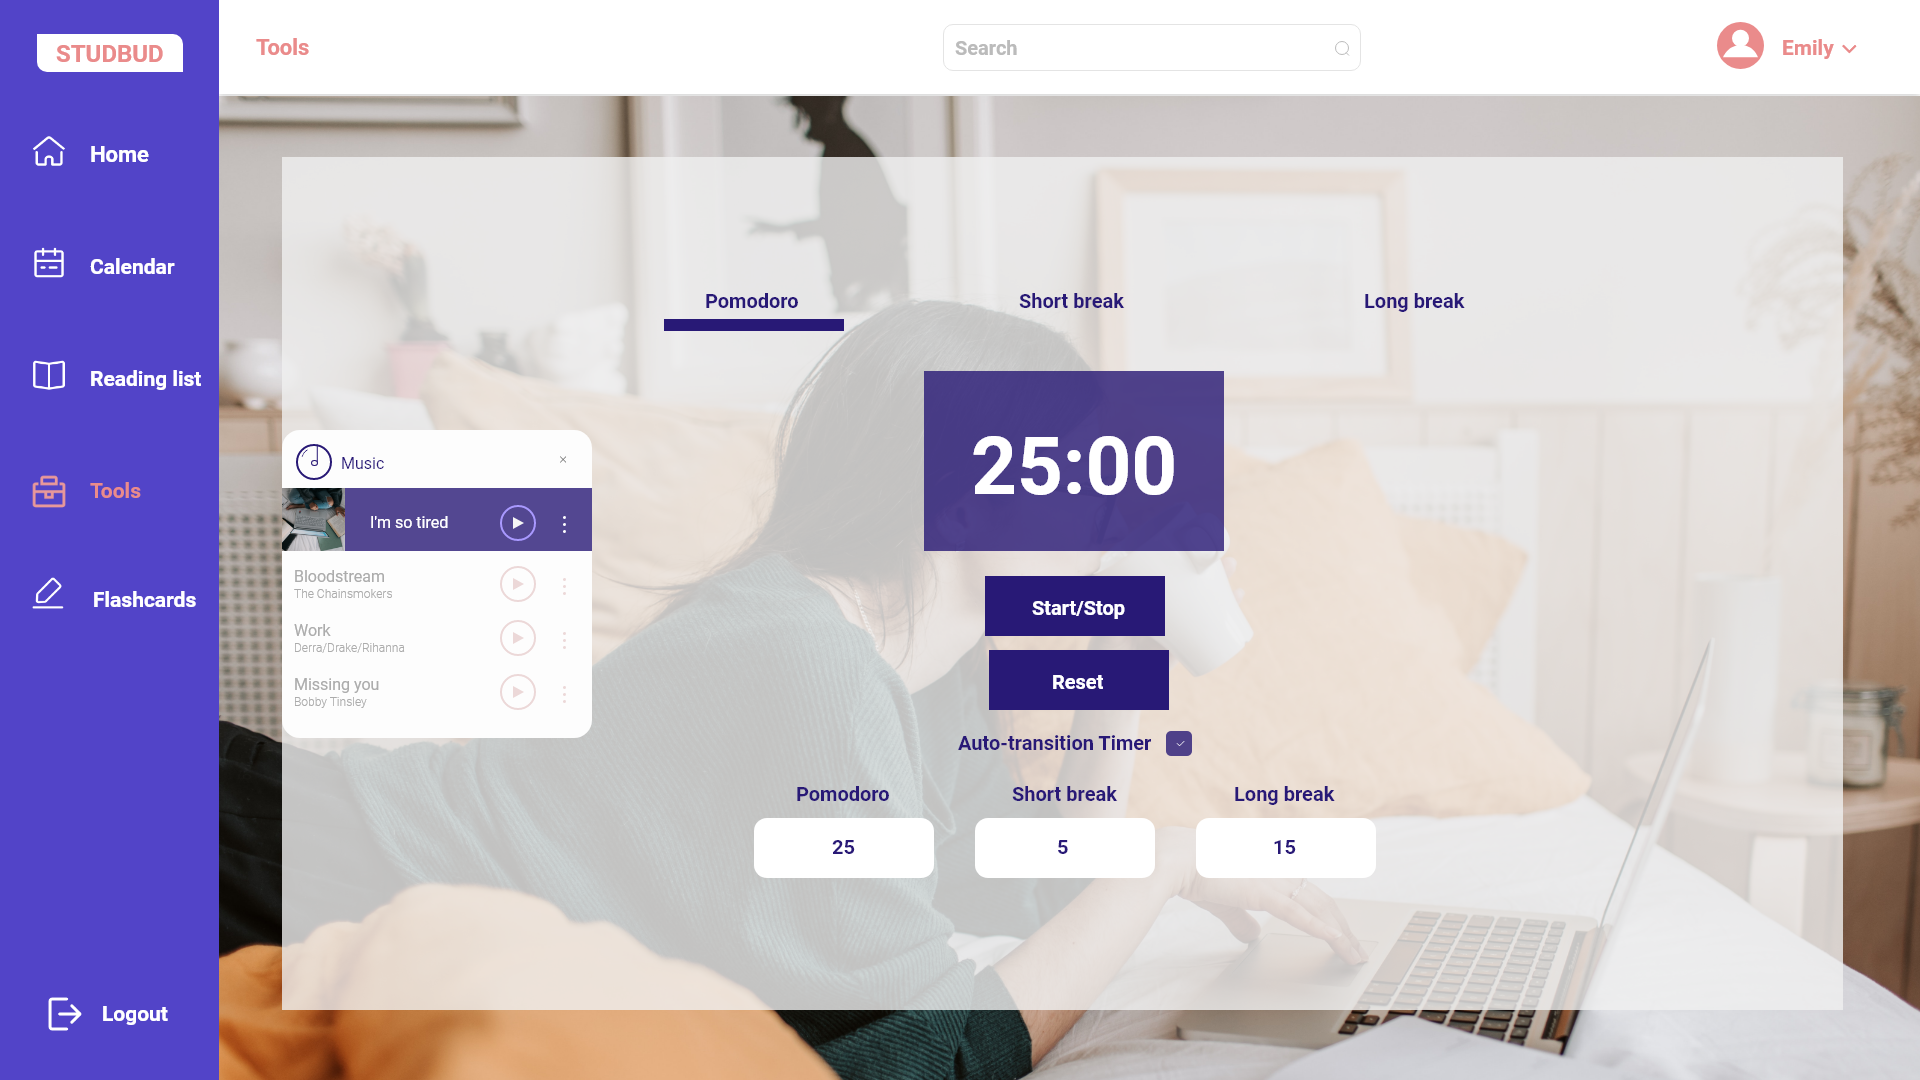 STUDBUD
Tools
Search
Emily
Home
Calendar
Reading list
Tools
Flashcards
Logout
Pomodoro
Short break
Long break
25:00
Start/Stop
Reset
Auto-transition Timer
Pomodoro
Short break
Long break
25
5
15
Music
×
I'm so tired
Bloodstream
The Chainsmokers
Work
Derra/Drake/Rihanna
Missing you
Bobby Tinsley